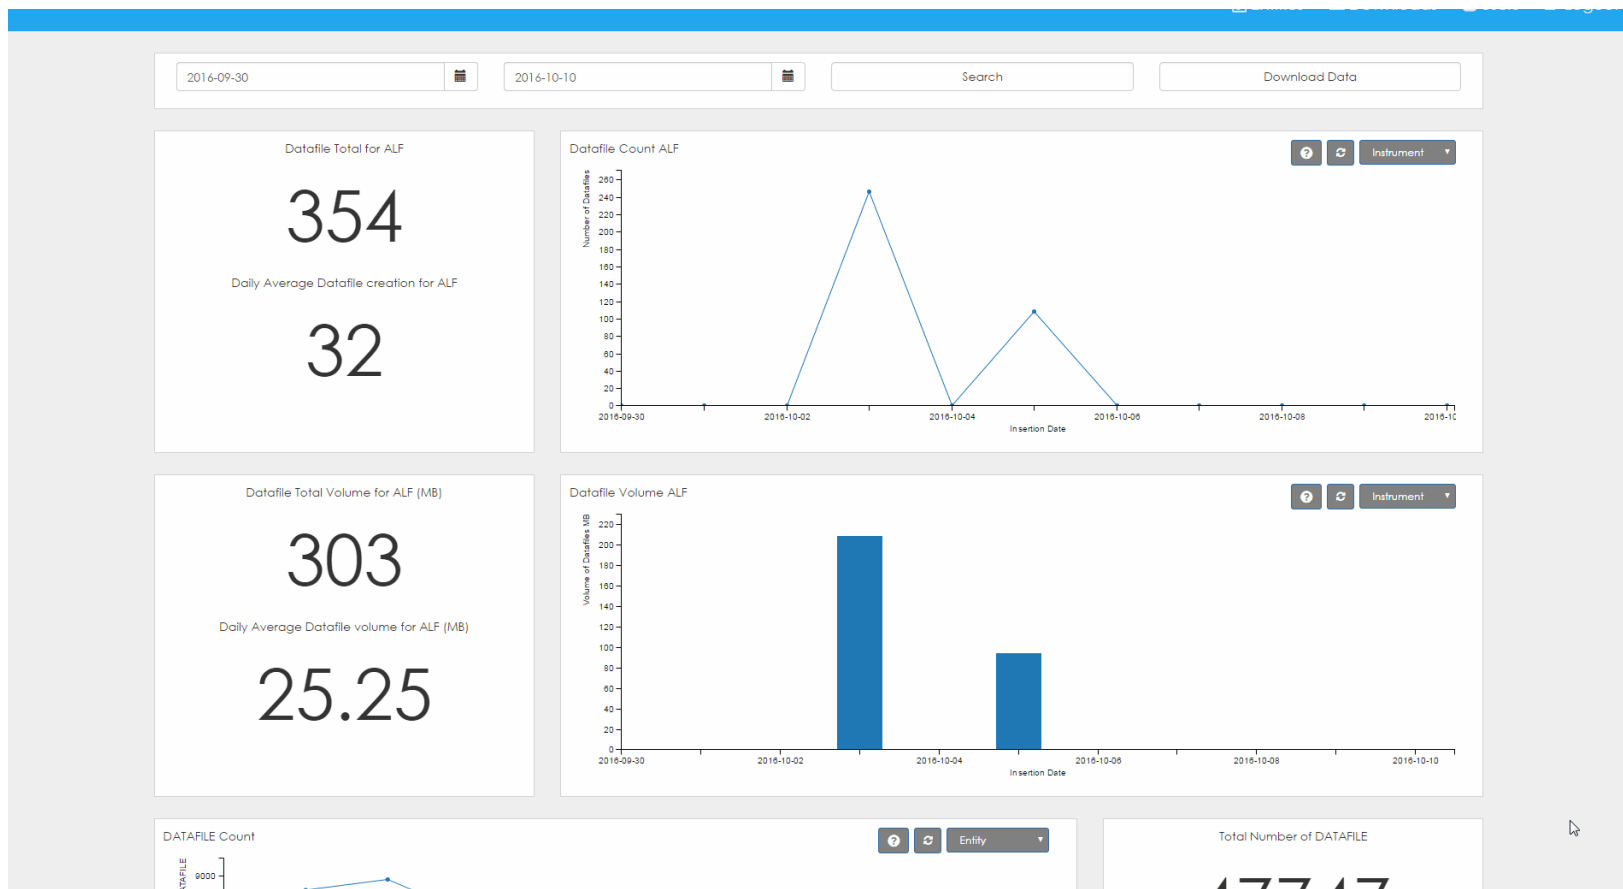 2016-09-30
2016-10-10
Search
Download Data
Datafile Total for ALF
354
Daily Average Datafile creation for ALF
32
Datafile Count ALF
Instrument
Number of Datafiles
260
240
220
200
180
160
140
120
100
80
60
40
20
0
2016-09-30 2016-10-02 2016-10-04 2016-10-06 2016-10-08
Insertion Date
Datafile Total Volume for ALF (MB)
303
Daily Average Datafile volume for ALF (MB)
25.25
Datafile Volume ALF
Instrument
Volume of Datafiles MB
220
200
180
160
140
120
100
80
60
40
20
0
2016-09-30 2016-10-02 2016-10-04 2016-10-06 2016-10-08 2016-10-10
Insertion Date
DATAFILE Count
Entity
9000
Total Number of DATAFILE